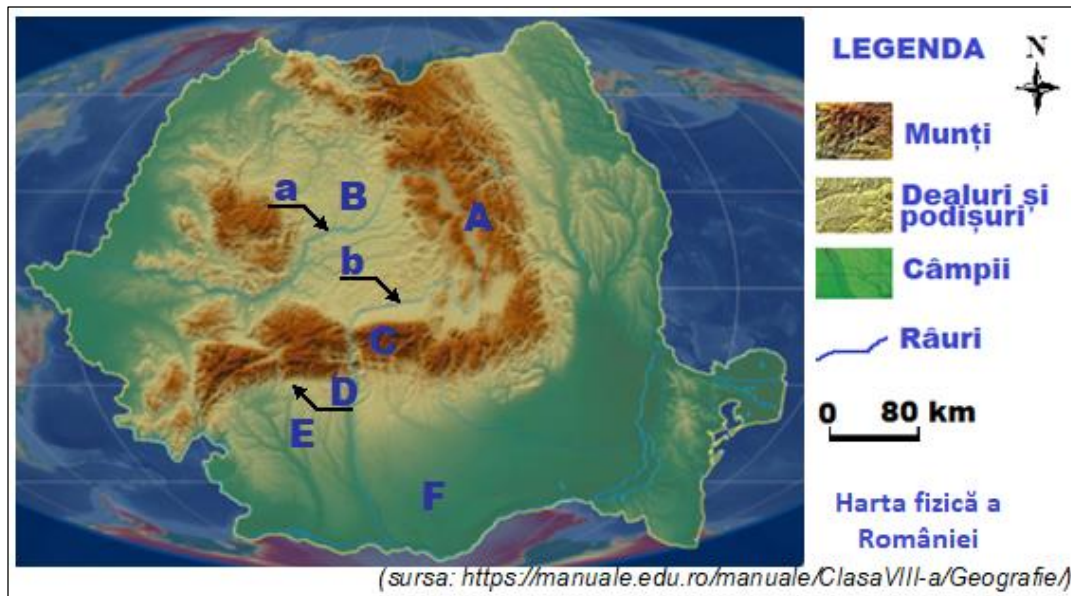 LEGENDA
N
Munți
Dealuri și
podișuri
Câmpii
Râuri
0 80 km
Harta fizică a
României
a
B
A
b
C
D
E
F
(sursa: https://manuale.edu.ro/manuale/ClasaVIII-a/Geografie/)